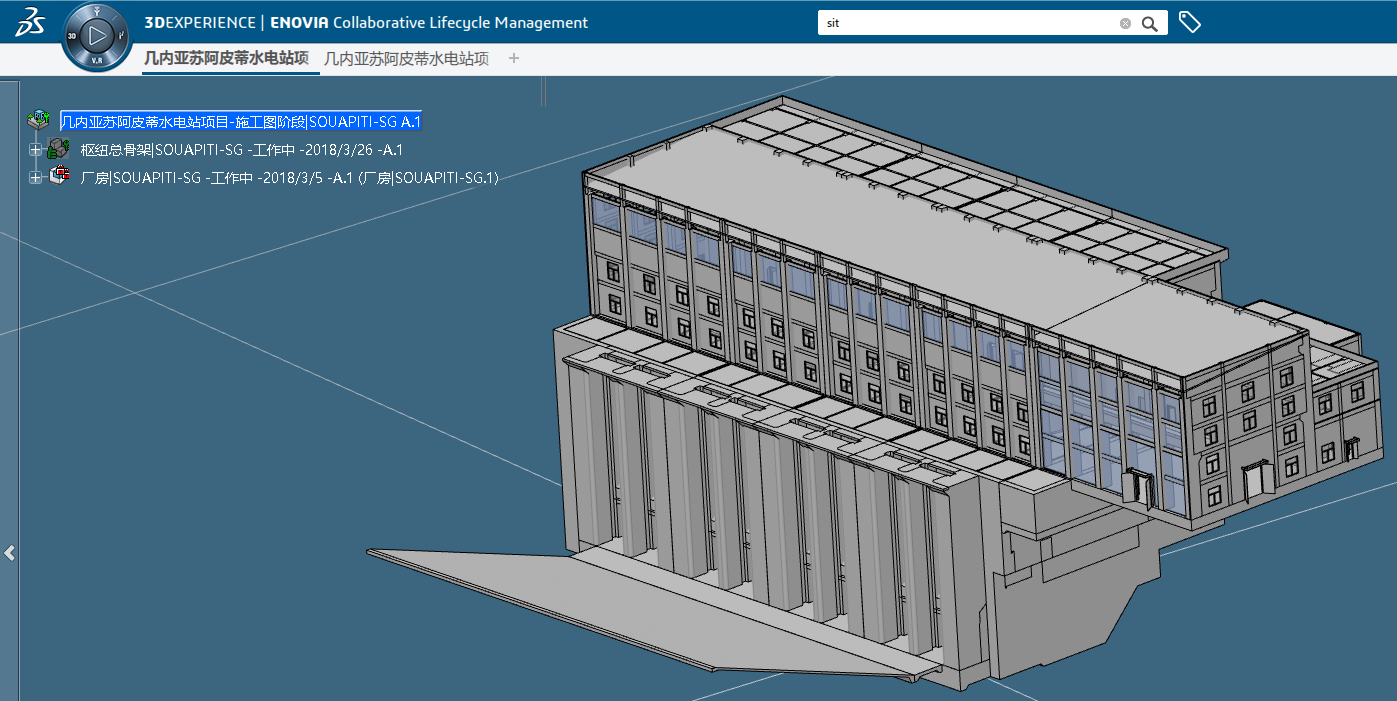 3DEXPERIENCE | ENOVIA Collaborative Lifecycle Management
sit
3D
V.R
几内亚苏阿皮蒂水电站项 几内亚苏阿皮蒂水电站项 +
几内亚苏阿皮蒂水电站项目-施工图阶段|SOUAPITI-SG A.1
枢纽总骨架|SOUAPITI-SG -工作中 -2018/3/26 -A.1
厂房|SOUAPITI-SG -工作中 -2018/3/5 -A.1 (厂房|SOUAPITI-SG.1)